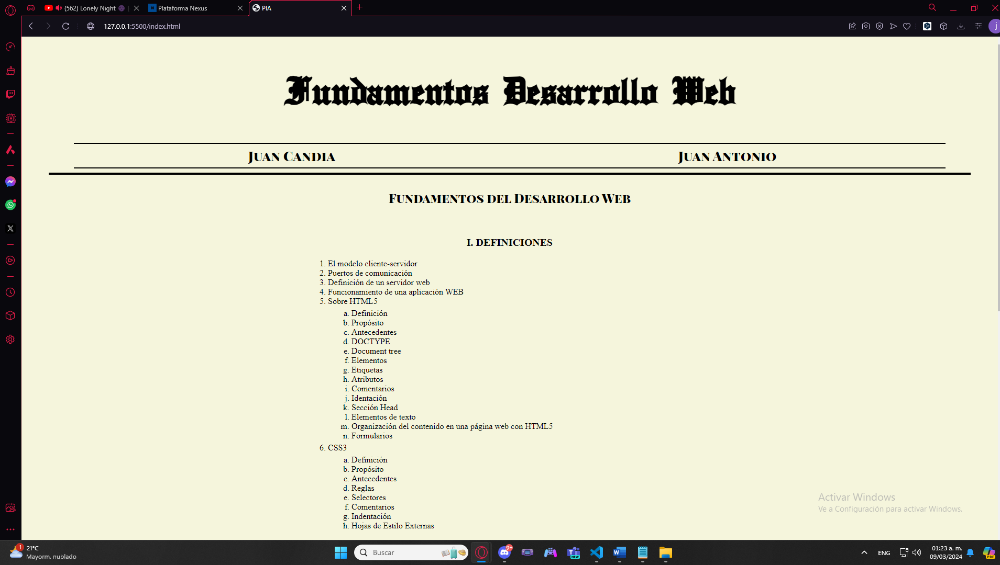 (562) Lonely Night
Plataforma Nexus
PIA
127.0.0.1:5500/index.html
j
Fundamentos Desarrollo Web
Juan Candia
Juan Antonio
Fundamentos del Desarrollo Web
I. DEFINICIONES
1. El modelo cliente-servidor
2. Puertos de comunicación
3. Definición de un servidor web
4. Funcionamiento de una aplicación WEB
5. Sobre HTML5
a. Definición
b. Propósito
c. Antecedentes
d. DOCTYPE
e. Document tree
f. Elementos
g. Etiquetas
h. Atributos
i. Comentarios
j. Identación
k. Sección Head
l. Elementos de texto
m. Organización del contenido en una página web con HTML5
n. Formularios
6. CSS3
a. Definición
b. Propósito
c. Antecedentes
d. Reglas
e. Selectores
f. Comentarios
g. Indentación
h. Hojas de Estilo Externas
Activar Windows
Ve a Configuración para activar Windows.
1
21°C
Mayorm. nublado
Buscar
9+
NEW
ENG
01:23 a. m.
09/03/2024
PRE